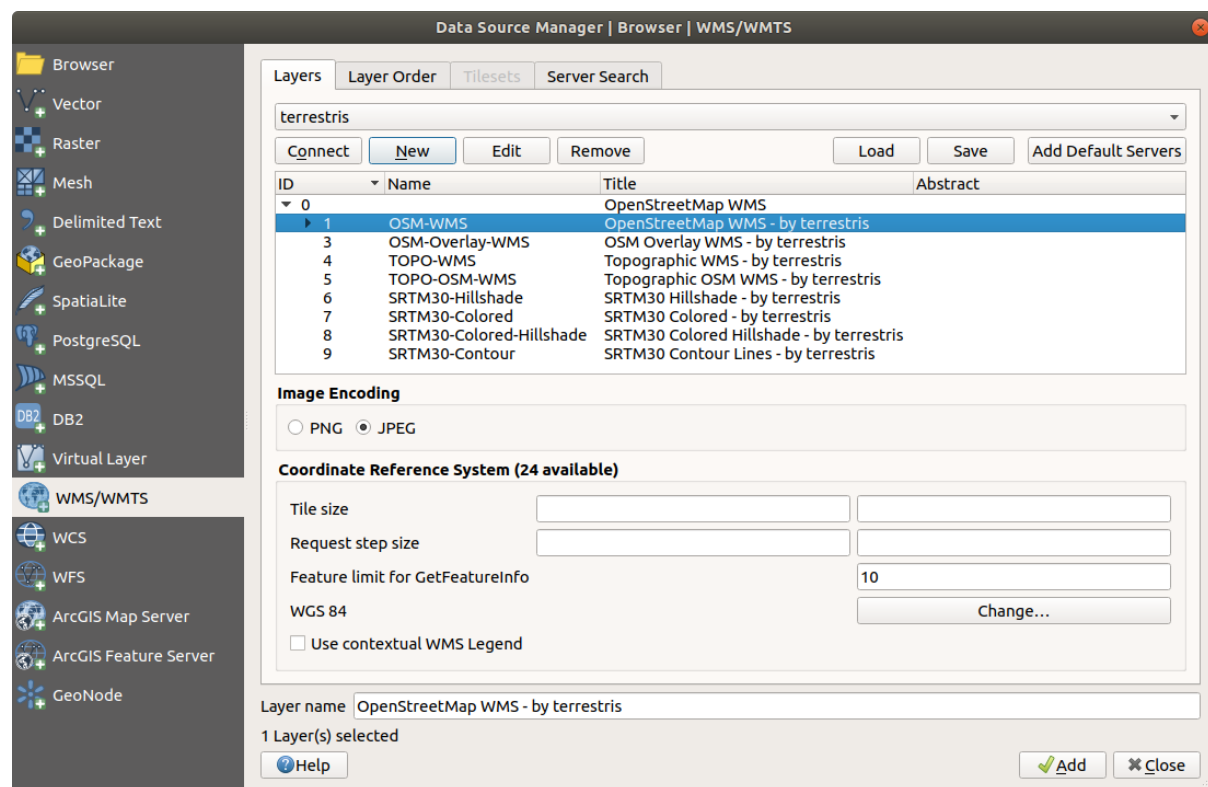 Data Source Manager | Browser | WMS/WMTS
Browser
Vector
Raster
Mesh
Delimited Text
GeoPackage
SpatiaLite
PostgreSQL
MSSQL
DB2 DB2
Virtual Layer
WMS/WMTS
WCS
WFS
ArcGIS Map Server
ArcGIS Feature Server
GeoNode
Layers Layer Order Tilesets Server Search
terrestris
Connect New Edit Remove Load Save Add Default Servers
ID Name Title Abstract
0 OpenStreetMap WMS
1 OSM-WMS OpenStreetMap WMS - by terrestris
3 OSM-Overlay-WMS OSM Overlay WMS - by terrestris
4 TOPO-WMS Topographic WMS - by terrestris
5 TOPO-OSM-WMS Topographic OSM WMS - by terrestris
6 SRTM30-Hillshade SRTM30 Hillshade - by terrestris
7 SRTM30-Colored SRTM30 Colored - by terrestris
8 SRTM30-Colored-Hillshade SRTM30 Colored Hillshade - by terrestris
9 SRTM30-Contour SRTM30 Contour Lines - by terrestris
Image Encoding
PNG JPEG
Coordinate Reference System (24 available)
Tile size
Request step size
Feature limit for GetFeatureInfo 10
WGS 84 Change...
Use contextual WMS Legend
Layer name OpenStreetMap WMS - by terrestris
1 Layer(s) selected
Help Add Close